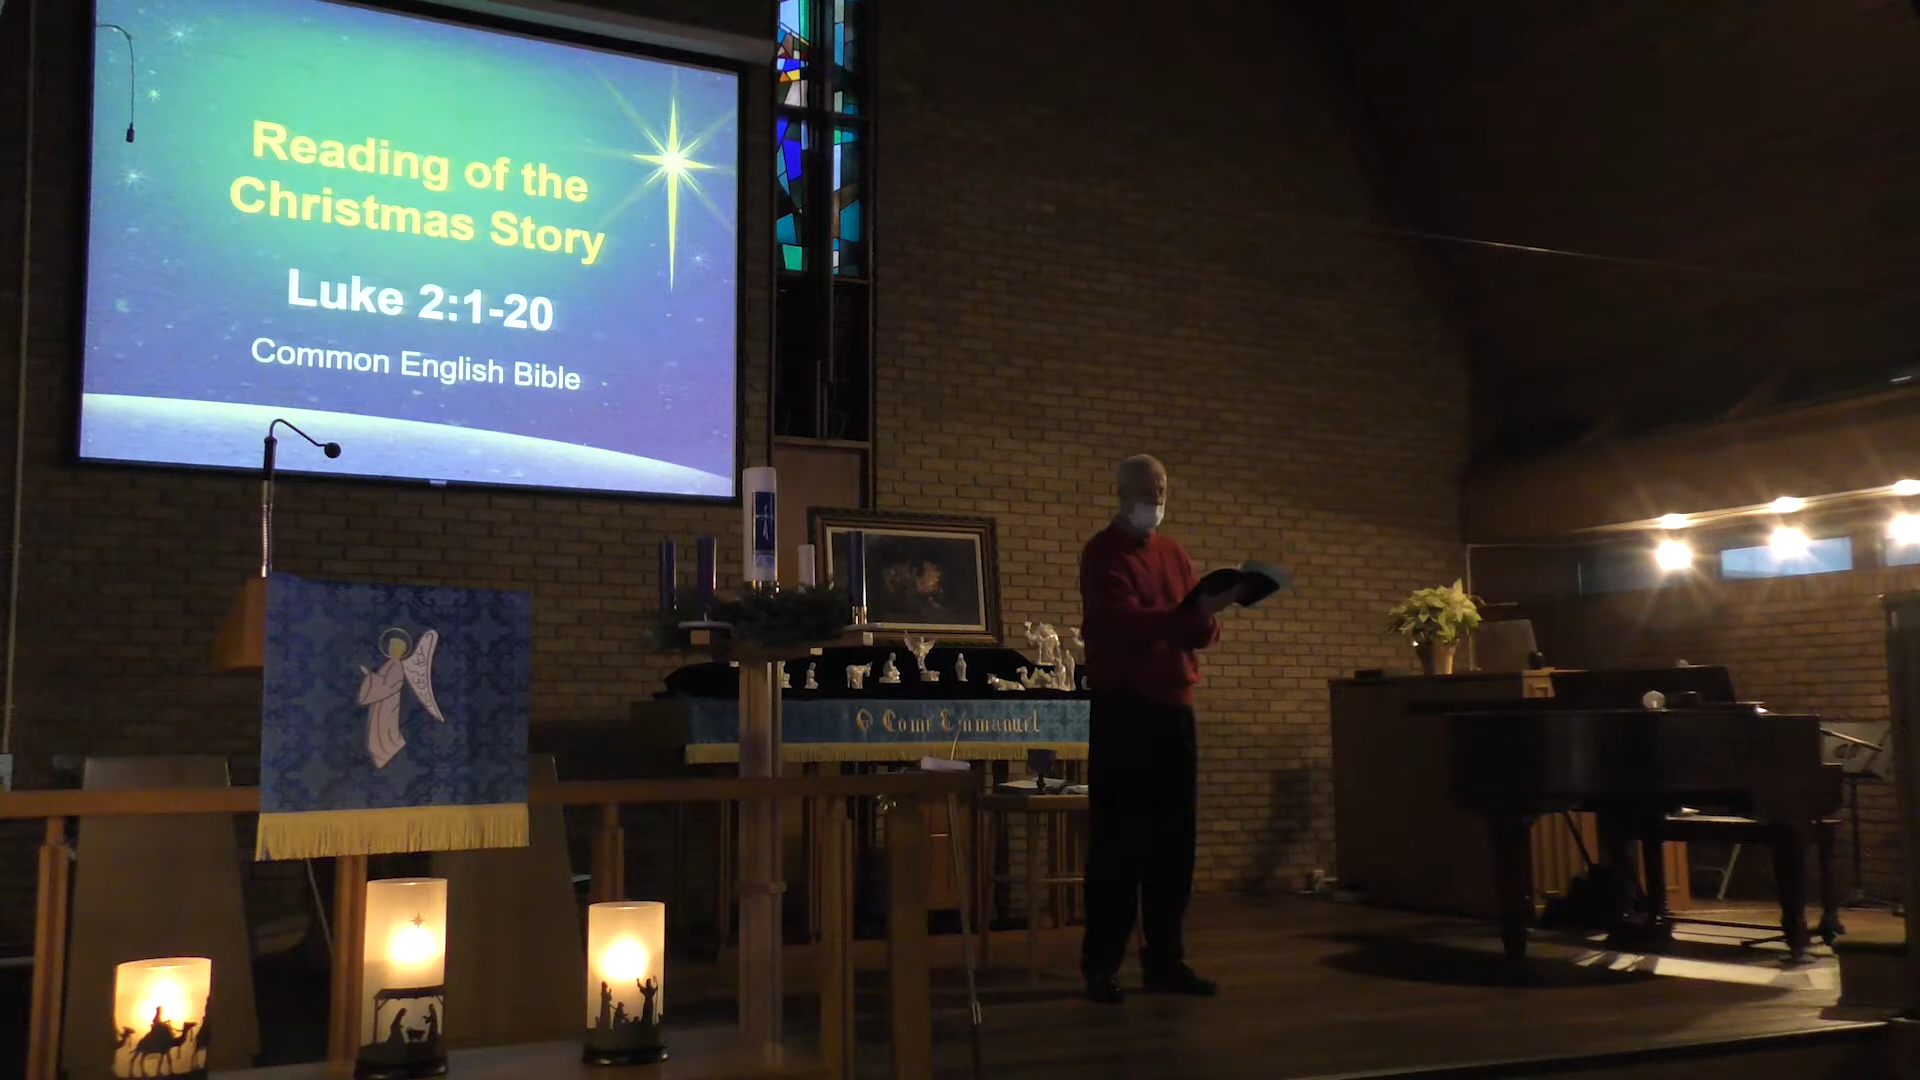 Reading of the
Christmas Story
Luke 2:1-20
Common English Bible
O Come Emmanuel